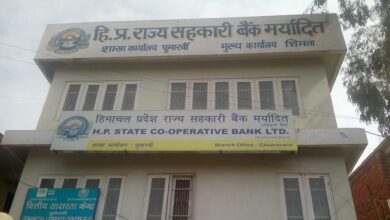 हि.प्र. राज्य सहकारी बैंक मर्यादित
शाखा कार्यालय घुमारवीं मुख्य कार्यालय शिमला
हिमाचल प्रदेश राज्य सहकारी बैंक मर्यादित
H.P. STATE CO-OPERATIVE BANK LTD.
शाखा कार्यालय घुमारवीं Branch Office - Ghumarwin
वित्तीय साक्षरता केन्द्र
घुमारवीं